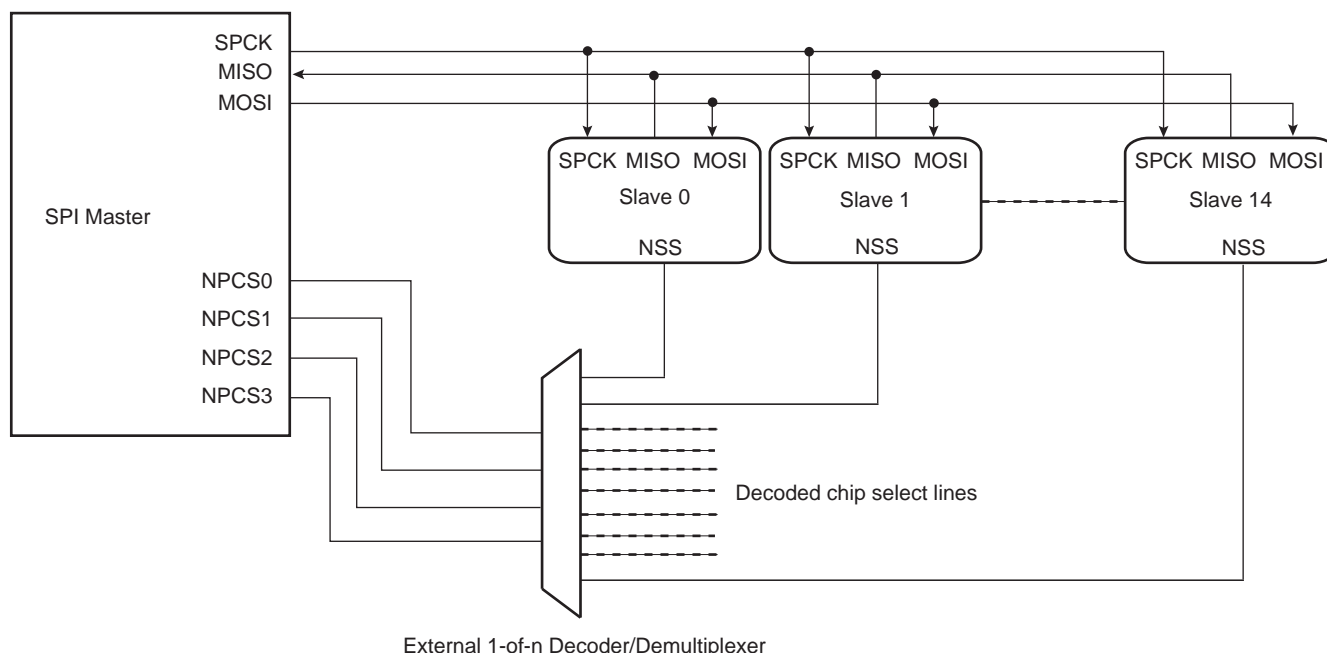 SPCK
MISO
MOSI
SPI Master
NPCS0
NPCS1
NPCS2
NPCS3
SPCK MISO MOSI
Slave 0
NSS
SPCK MISO MOSI
Slave 1
NSS
SPCK MISO MOSI
Slave 14
NSS
Decoded chip select lines
External 1-of-n Decoder/Demultiplexer